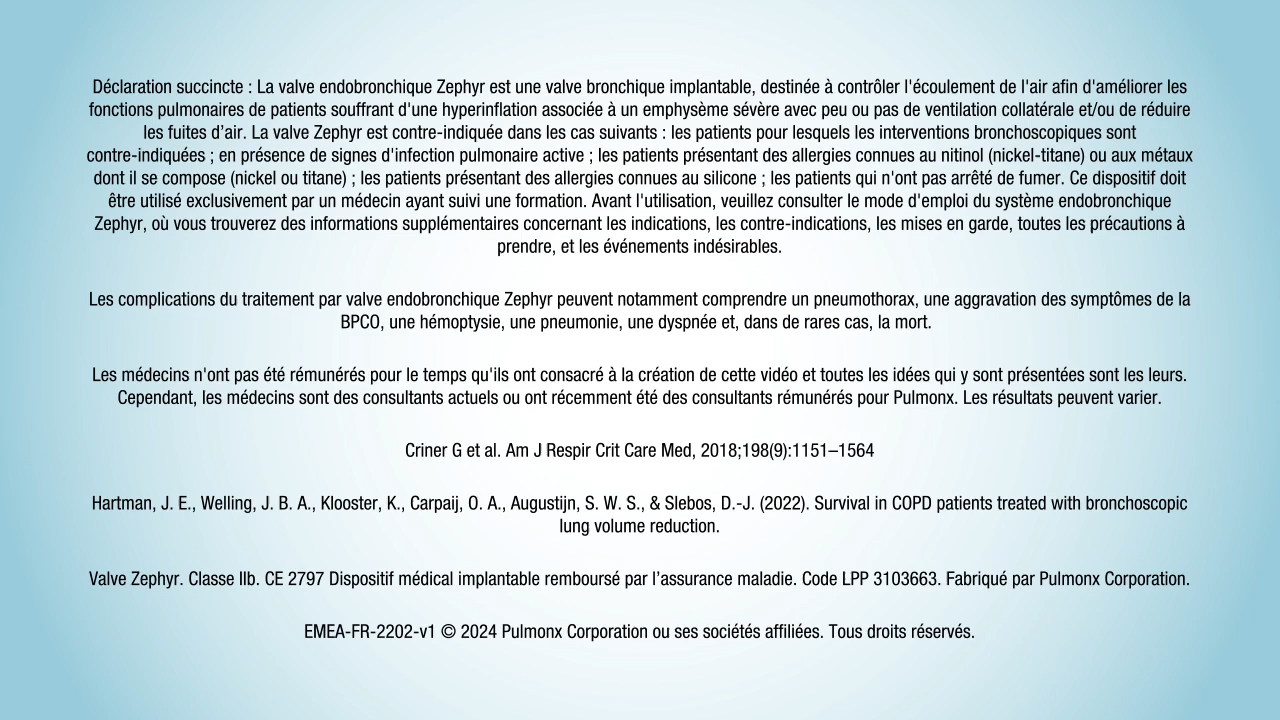 Déclaration succincte : La valve endobronchique Zephyr est une valve bronchique implantable, destinée à contrôler l'écoulement de l'air afin d'améliorer les
fonctions pulmonaires de patients souffrant d'une hyperinflation associée à un emphysème sévère avec peu ou pas de ventilation collatérale et/ou de réduire
les fuites d’air. La valve Zephyr est contre-indiquée dans les cas suivants : les patients pour lesquels les interventions bronchoscopiques sont
contre-indiquées ; en présence de signes d'infection pulmonaire active ; les patients présentant des allergies connues au nitinol (nickel-titane) ou aux métaux
dont il se compose (nickel ou titane) ; les patients présentant des allergies connues au silicone ; les patients qui n'ont pas arrêté de fumer. Ce dispositif doit
être utilisé exclusivement par un médecin ayant suivi une formation. Avant l'utilisation, veuillez consulter le mode d'emploi du système endobronchique
Zephyr, où vous trouverez des informations supplémentaires concernant les indications, les contre-indications, les mises en garde, toutes les précautions à
prendre, et les événements indésirables.
Les complications du traitement par valve endobronchique Zephyr peuvent notamment comprendre un pneumothorax, une aggravation des symptômes de la
BPCO, une hémoptysie, une pneumonie, une dyspnée et, dans de rares cas, la mort.
Les médecins n'ont pas été rémunérés pour le temps qu'ils ont consacré à la création de cette vidéo et toutes les idées qui y sont présentées sont les leurs.
Cependant, les médecins sont des consultants actuels ou ont récemment été des consultants rémunérés pour Pulmonx. Les résultats peuvent varier.
Criner G et al. Am J Respir Crit Care Med, 2018;198(9):1151–1564
Hartman, J. E., Welling, J. B. A., Klooster, K., Carpaij, O. A., Augustijn, S. W. S., & Slebos, D.-J. (2022). Survival in COPD patients treated with bronchoscopic
lung volume reduction.
Valve Zephyr. Classe IIb. CE 2797 Dispositif médical implantable remboursé par l’assurance maladie. Code LPP 3103663. Fabriqué par Pulmonx Corporation.
EMEA-FR-2202-v1 © 2024 Pulmonx Corporation ou ses sociétés affiliées. Tous droits réservés.